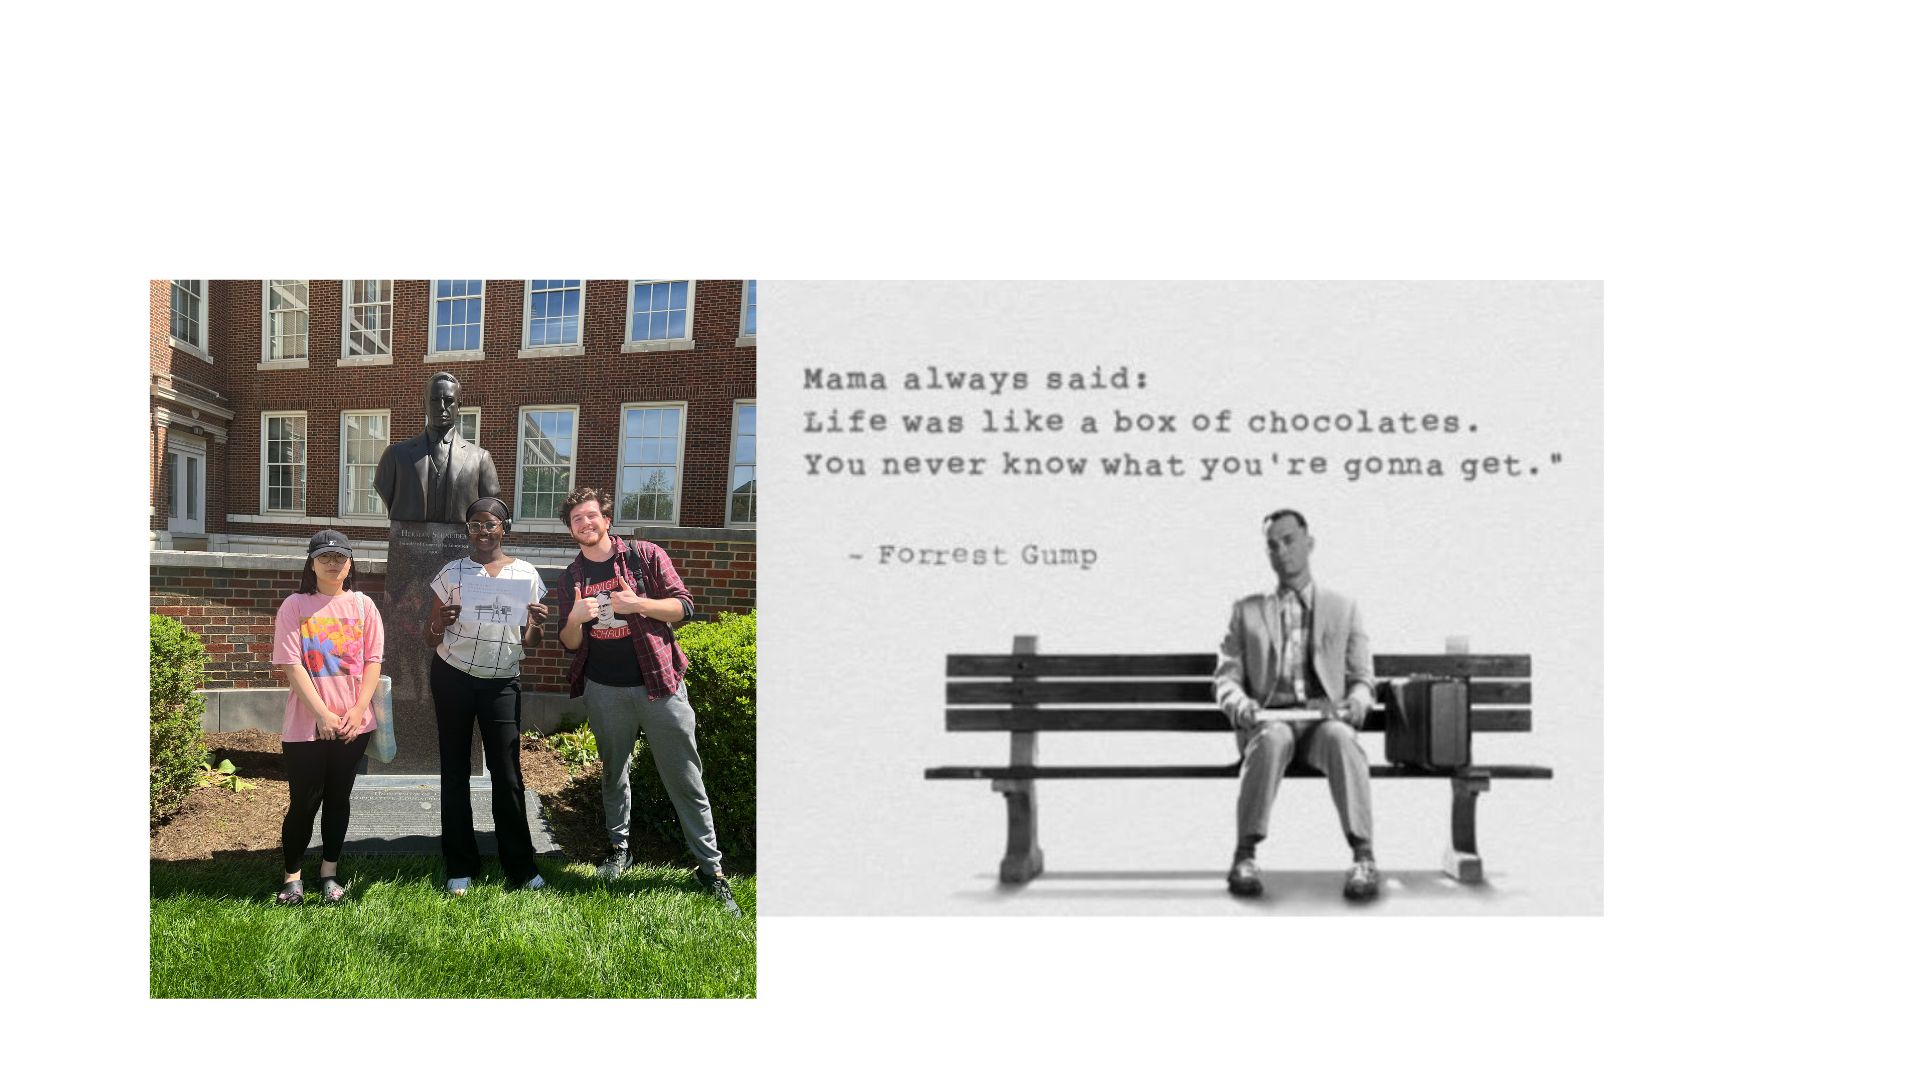 HERMAN SCHNEIDER
DWIGHT
SCHRUTE
Mama always said:
Life was like a box of chocolates.
You never know what you're gonna get."
~ Forrest Gump